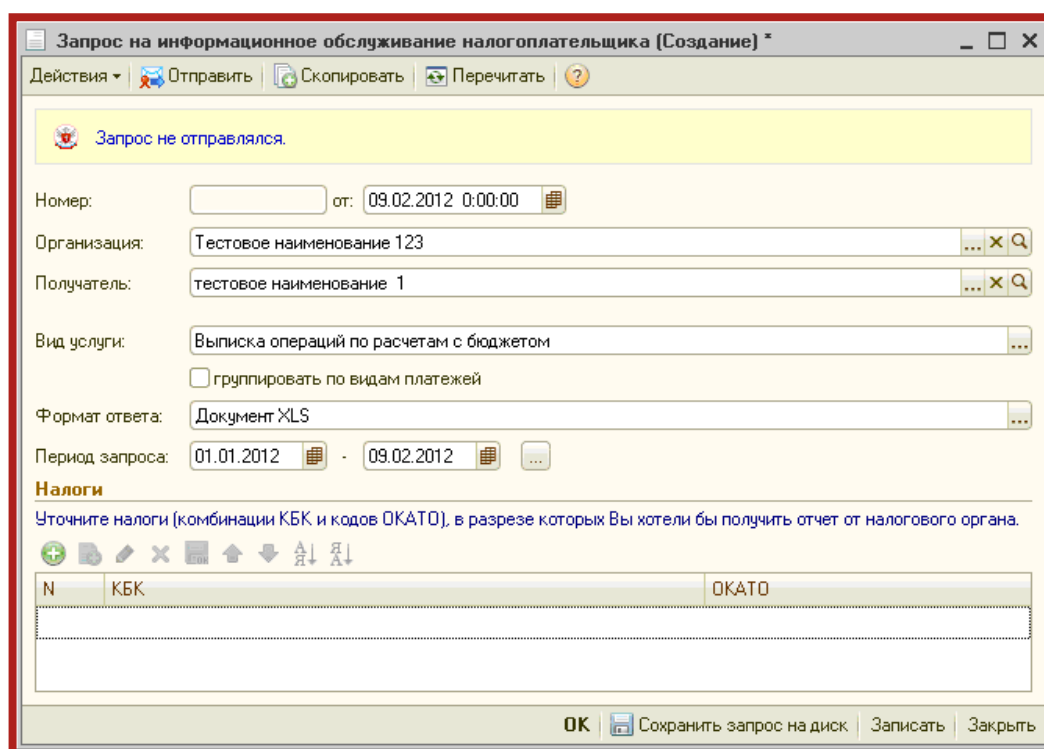 Запрос на информационное обслуживание налогоплательщика (Создание) *
Действия Отправить Скопировать Перечитать ?
Запрос не отправлялся.
Номер: от: 09.02.2012 0:00:00
Организация: Тестовое наименование 123 ...
Получатель: тестовое наименование 1 ...
Вид услуги: Выписка операций по расчетам с бюджетом ...
группировать по видам платежей
Формат ответа: Документ XLS ...
Период запроса: 01.01.2012 - 09.02.2012 ...
Налоги
Уточните налоги (комбинации КБК и кодов ОКАТО), в разрезе которых Вы хотели бы получить отчет от налогового органа.
N КБК ОКАТО
OK Сохранить запрос на диск Записать Закрыть